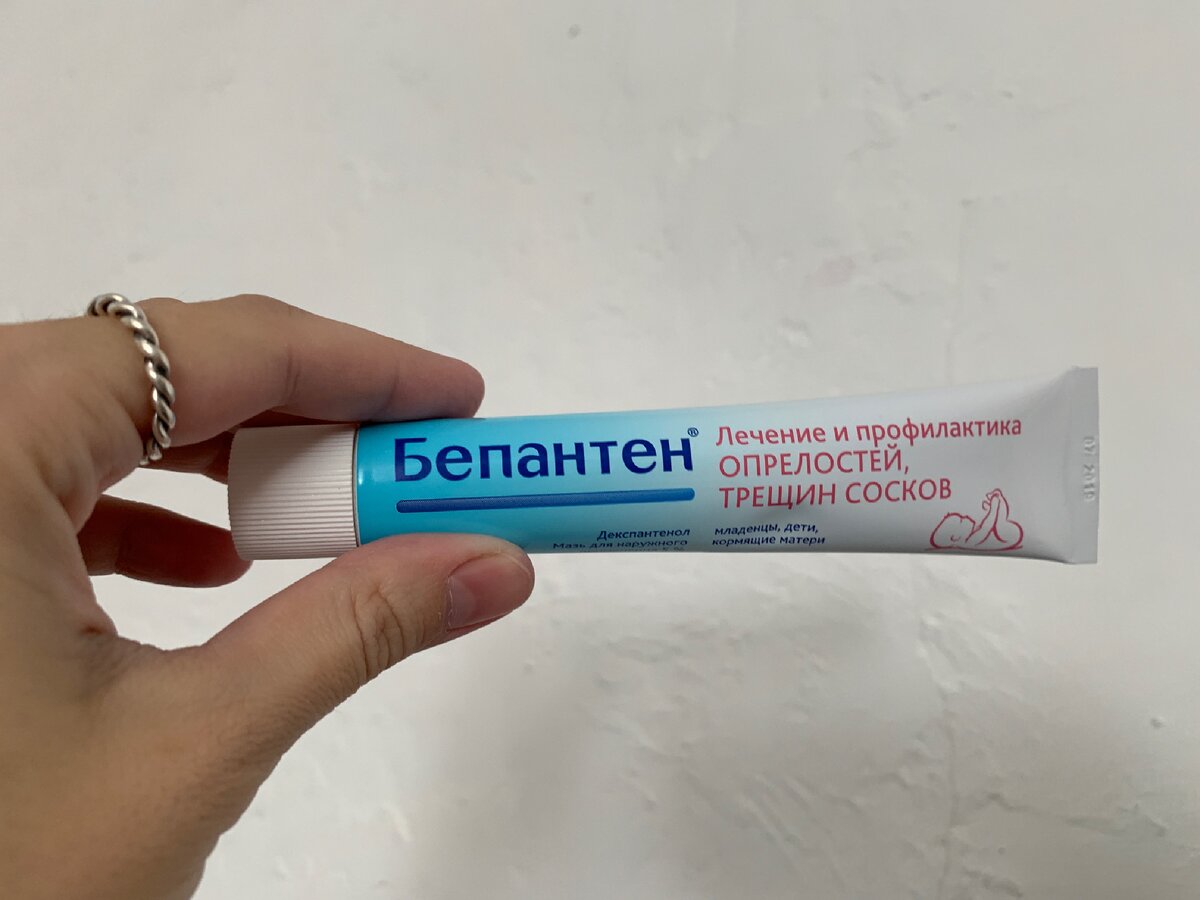 Бепантен®
Лечение и профилактика
ОПРЕЛОСТЕЙ,
ТРЕЩИН СОСКОВ
Декспантенол
Мазь для наружного
младенцы, дети,
кормящие матери